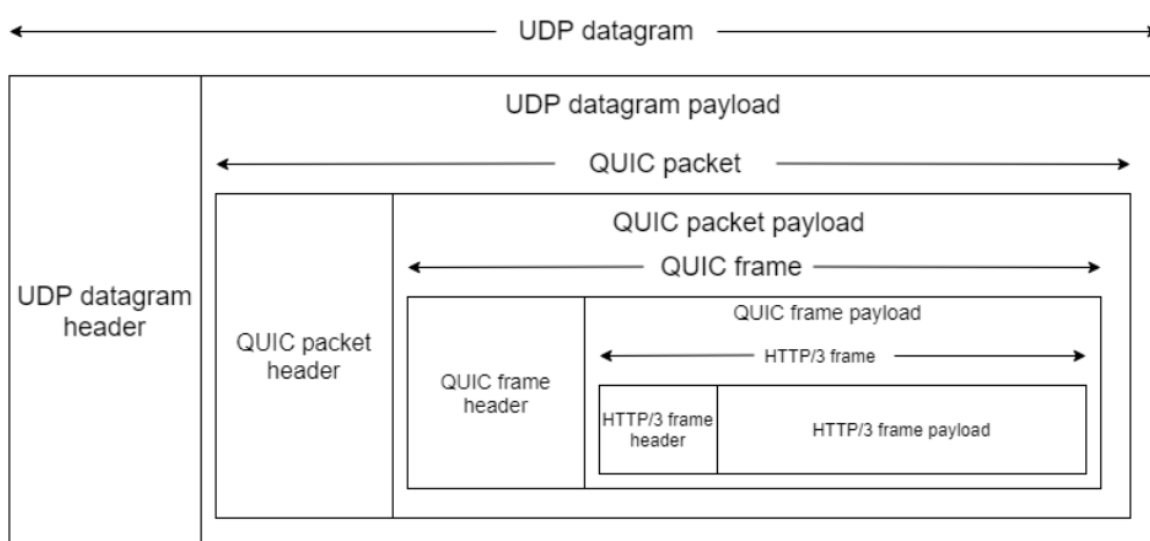 UDP datagram
UDP datagram payload
QUIC packet
QUIC packet payload
QUIC frame
UDP datagram
header
QUIC packet
header
QUIC frame payload
HTTP/3 frame
QUIC frame
header
HTTP/3 frame
header
HTTP/3 frame payload